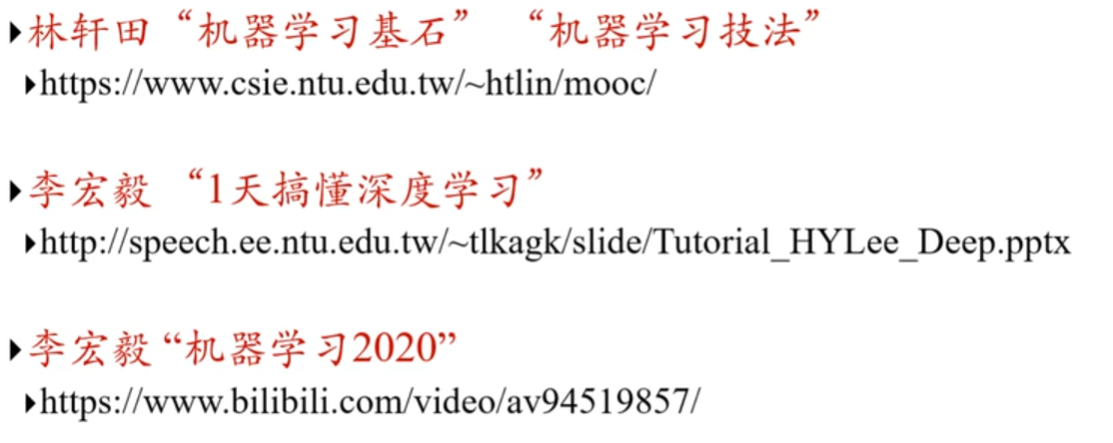 林轩田“机器学习基石” “机器学习技法”
https://www.csie.ntu.edu.tw/~htlin/mooc/
李宏毅 “1天搞懂深度学习”
http://speech.ee.ntu.edu.tw/~tlkagk/slide/Tutorial_HYLee_Deep.pptx
李宏毅“机器学习2020”
https://www.bilibili.com/video/av94519857/